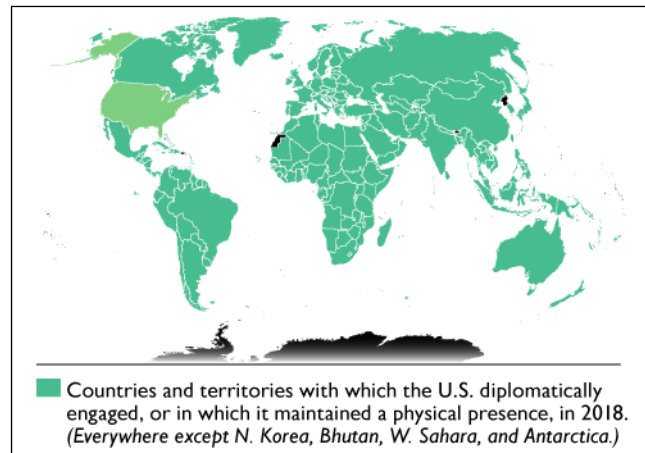 Countries and territories with which the U.S. diplomatically
engaged, or in which it maintained a physical presence, in 2018.
(Everywhere except N. Korea, Bhutan, W. Sahara, and Antarctica.)